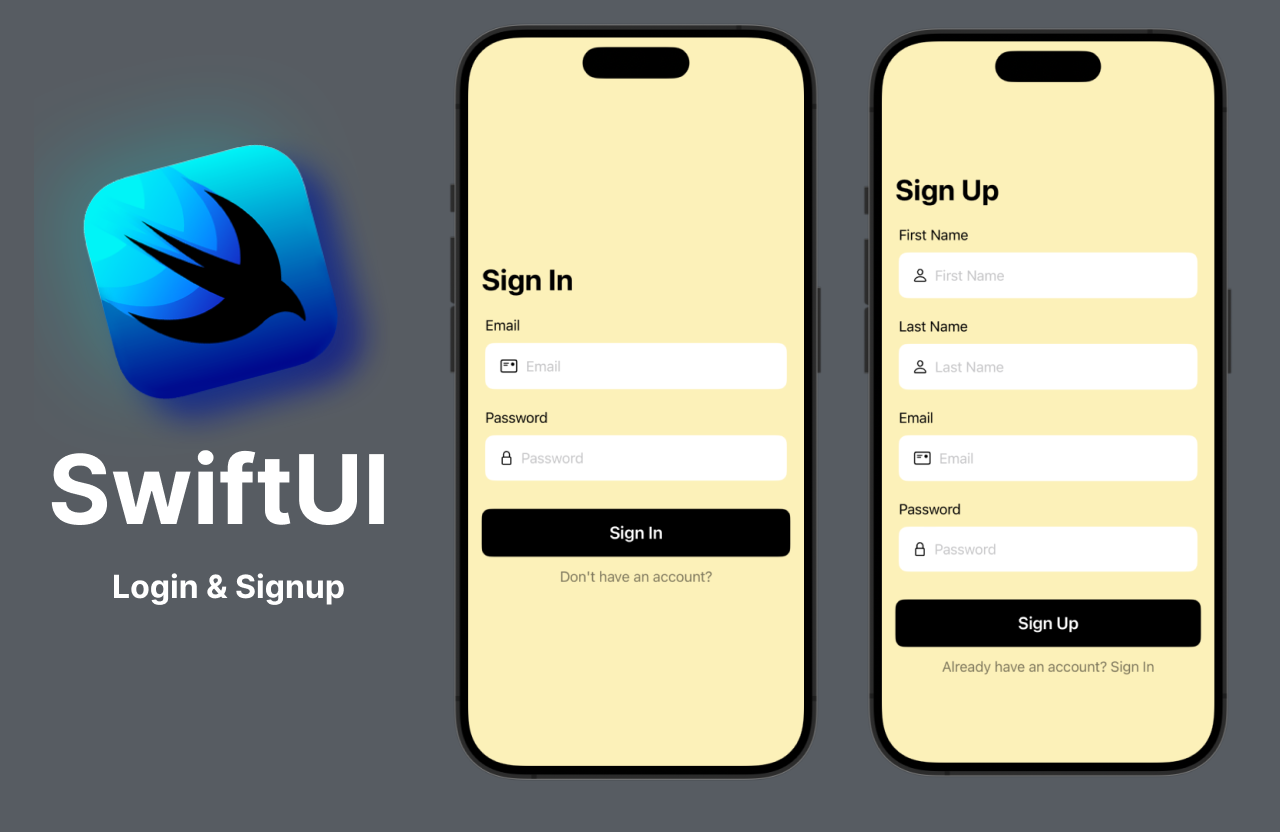 SwiftUI
Login & Signup
Sign In
Email
Email
Password
Password
Sign In
Don't have an account?
Sign Up
First Name
First Name
Last Name
Last Name
Email
Email
Password
Password
Sign Up
Already have an account? Sign In